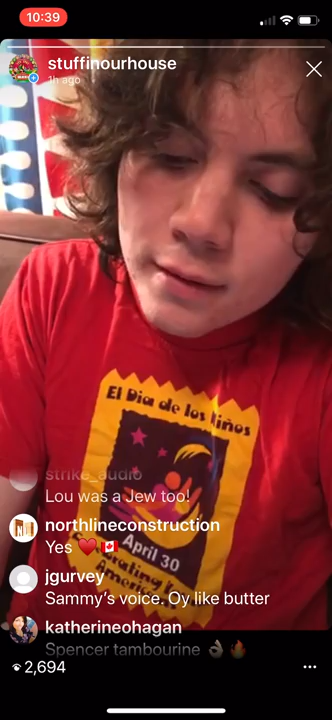 10:39
stuffinourhouse
1h ago
El Dia de los Niños
strike_audio
Lou was a Jew too!
northlineconstruction
Yes ❤️🇨🇦
April 30
jgurvey
Sammy's voice. Oy like butter
katherineohagan
Spencer tambourine 👌🏻🔥
2,694